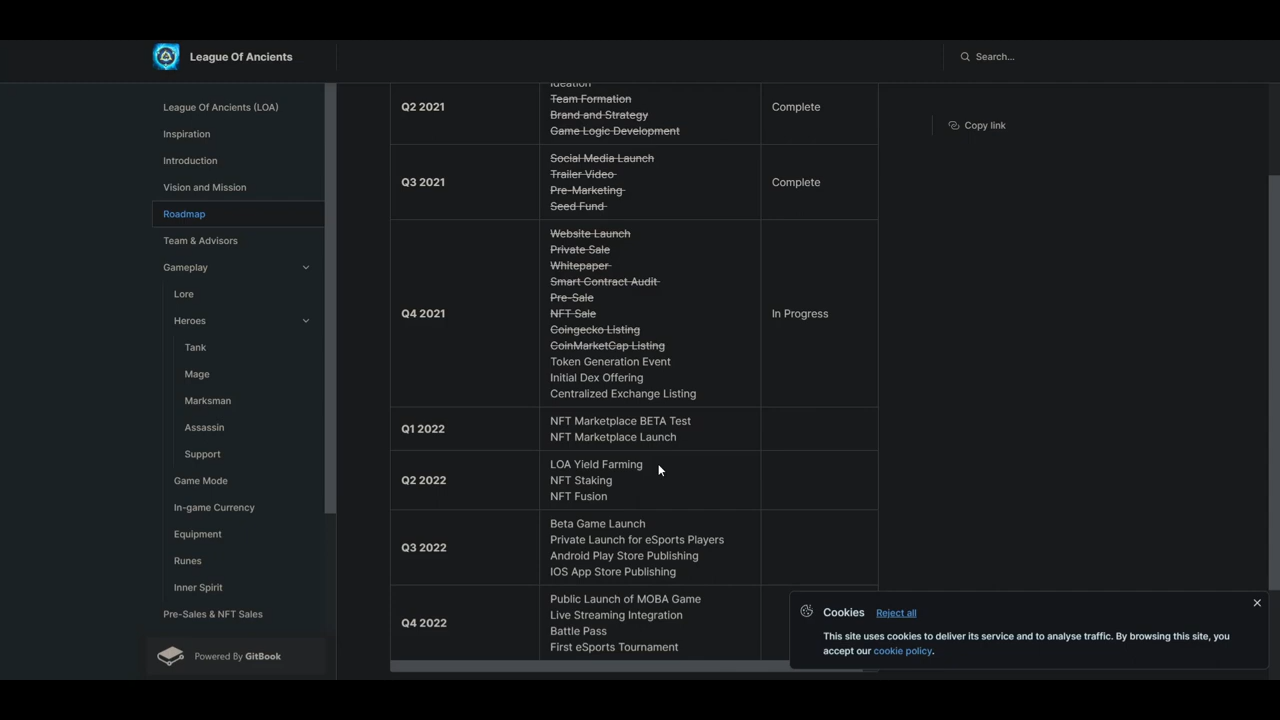 League Of Ancients
Search...
League Of Ancients (LOA)
Inspiration
Introduction
Vision and Mission
Roadmap
Team & Advisors
Gameplay
Lore
Heroes
Tank
Mage
Marksman
Assassin
Support
Game Mode
In-game Currency
Equipment
Runes
Inner Spirit
Pre-Sales & NFT Sales
Powered By GitBook
Ideation
Q2 2021
Team Formation
Brand and Strategy
Game Logic Development
Complete
Q3 2021
Social Media Launch
Trailer Video
Pre-Marketing
Seed Fund
Complete
Q4 2021
Website Launch
Private Sale
Whitepaper
Smart Contract Audit
Pre-Sale
NFT Sale
Coingecko Listing
CoinMarketCap Listing
Token Generation Event
Initial Dex Offering
Centralized Exchange Listing
In Progress
Q1 2022
NFT Marketplace BETA Test
NFT Marketplace Launch
Q2 2022
LOA Yield Farming
NFT Staking
NFT Fusion
Q3 2022
Beta Game Launch
Private Launch for eSports Players
Android Play Store Publishing
IOS App Store Publishing
Q4 2022
Public Launch of MOBA Game
Live Streaming Integration
Battle Pass
First eSports Tournament
Copy link
Cookies Reject all
This site uses cookies to deliver its service and to analyse traffic. By browsing this site, you
accept our cookie policy.